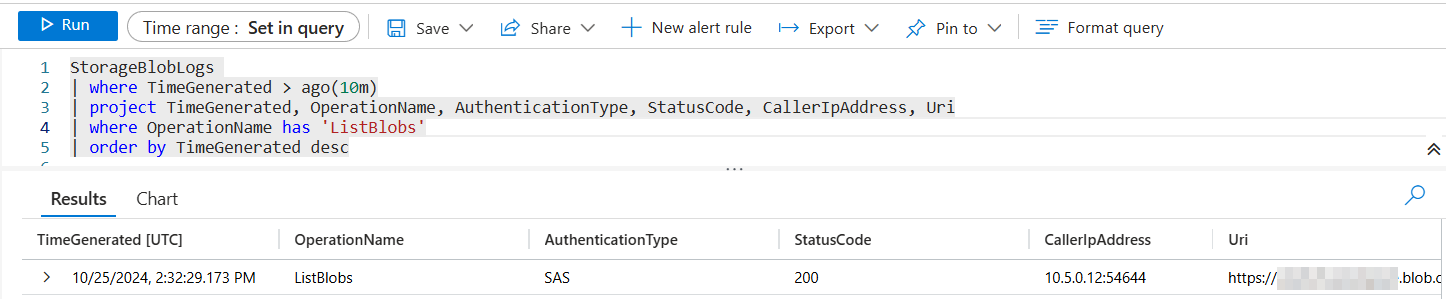 Run Time range : Set in query Save Share New alert rule Export Pin to Format query
1 StorageBlobLogs
2 | where TimeGenerated > ago(10m)
3 | project TimeGenerated, OperationName, AuthenticationType, StatusCode, CallerIpAddress, Uri
4 | where OperationName has 'ListBlobs'
5 | order by TimeGenerated desc
...
Results Chart
TimeGenerated [UTC] OperationName AuthenticationType StatusCode CallerIpAddress Uri
10/25/2024, 2:32:29.173 PM ListBlobs SAS 200 10.5.0.12:54644 https:// .blob.